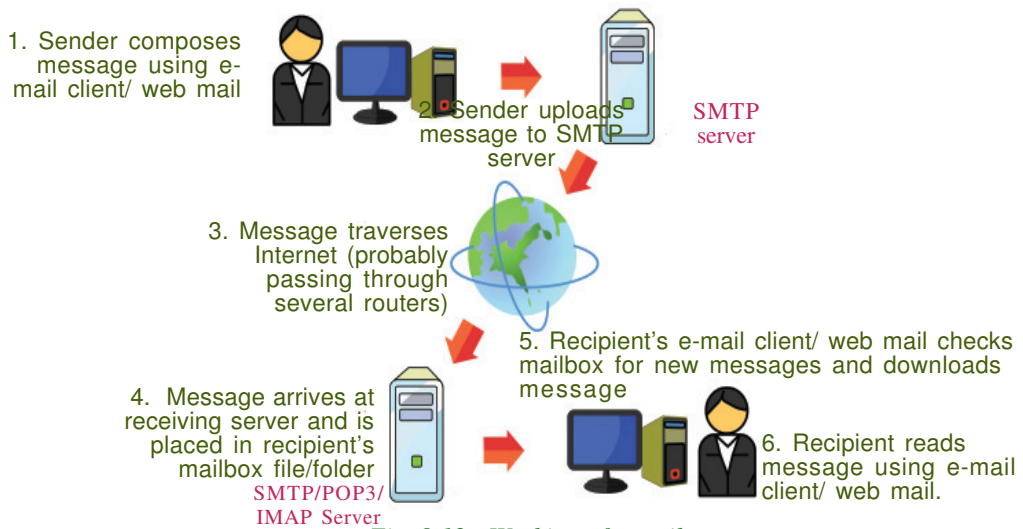 1. Sender composes
message using e-
mail client/ web mail
2. Sender uploads
message to SMTP
server
SMTP
server
3. Message traverses
Internet (probably
passing through
several routers)
4. Message arrives at
receiving server and is
placed in recipient's
mailbox file/folder
SMTP/POP3/
IMAP Server
5. Recipient's e-mail client/ web mail checks
mailbox for new messages and downloads
message
6. Recipient reads
message using e-mail
client/ web mail.